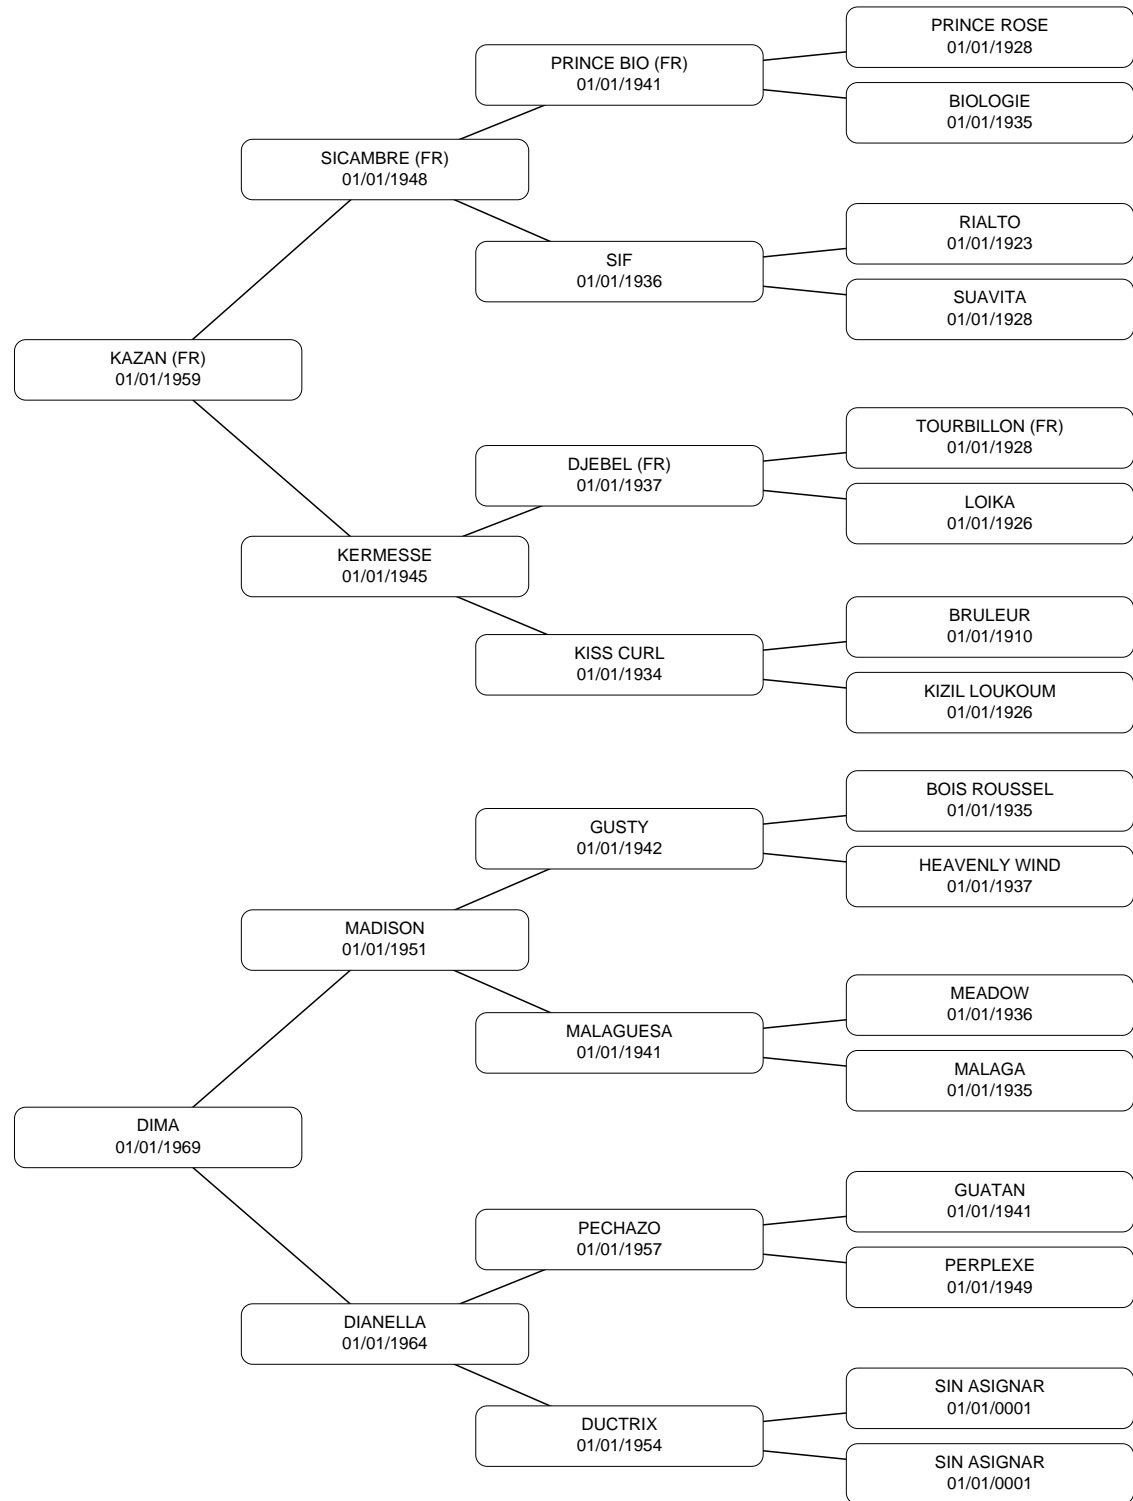 PRINCE ROSE
01/01/1928
PRINCE BIO (FR)
01/01/1941
BIOLOGIE
01/01/1935
SICAMBRE (FR)
01/01/1948
RIALTO
01/01/1923
SIF
01/01/1936
SUAVITA
01/01/1928
KAZAN (FR)
01/01/1959
TOURBILLON (FR)
01/01/1928
DJEBEL (FR)
01/01/1937
LOIKA
01/01/1926
KERMESSE
01/01/1945
BRULEUR
01/01/1910
KISS CURL
01/01/1934
KIZIL LOUKOUM
01/01/1926
BOIS ROUSSEL
01/01/1935
GUSTY
01/01/1942
HEAVENLY WIND
01/01/1937
MADISON
01/01/1951
MEADOW
01/01/1936
MALAGUESA
01/01/1941
MALAGA
01/01/1935
DIMA
01/01/1969
GUATAN
01/01/1941
PECHAZO
01/01/1957
PERPLEXE
01/01/1949
DIANELLA
01/01/1964
SIN ASIGNAR
01/01/0001
DUCTRIX
01/01/1954
SIN ASIGNAR
01/01/0001